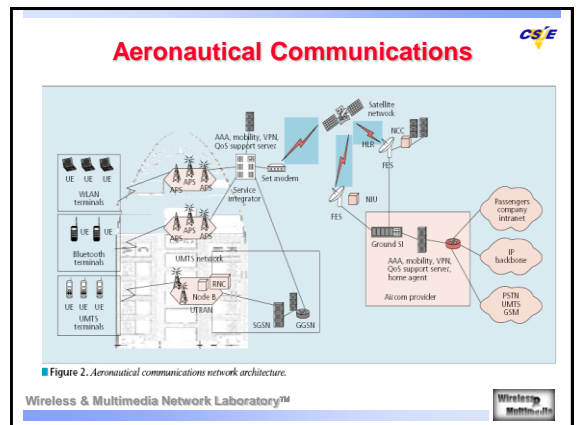 CSIE
Aeronautical Communications
Satellite
network
NCC
AAA, mobility, VPN,
QoS support server
HLR
FES
UE UE UE
WLAN
terminals
APS
APS APS
Set modem
Service
integrator
FES
NIU
Passengers
company
intranet
UE
UE
Bluetooth
terminals
APS
APS APS
Ground SI
AAA, mobility, VPN,
QoS support server,
home agent
IP
backbone
UMTS network
RNC
Node B
UTRAN
UE UE UE
UMTS
terminals
SGSN
GGSN
Aircom provider
PSTN
UMTS
GSM
Figure 2. Aeronautical communications network architecture.
Wireless & Multimedia Network Laboratory™
Wireless
Multimedia